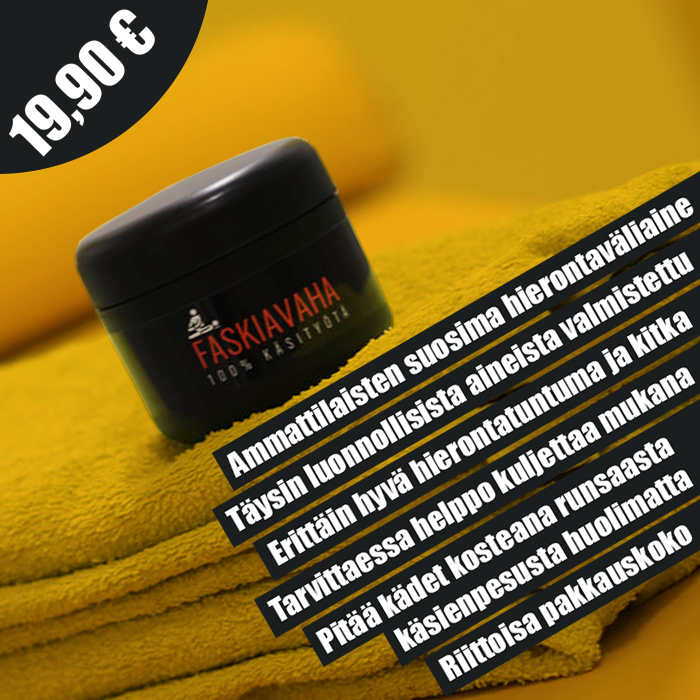 19,90 €
FASKIAVAHA
100% KÄSITYÖTÄ
Ammattilaisten suosima hierontaväliaine
Täysin luonnollisista aineista valmistettu
Erittäin hyvä hierontatuntuma ja kitka
Tarvittaessa helppo kuljettaa mukana
Pitää kädet kosteana runsaasta
käsienpesusta huolimatta
Riittoisa pakkauskoko